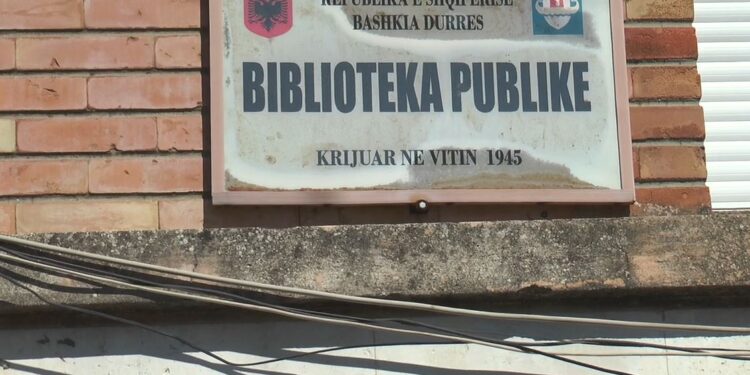 REPUBLIKA E SHQIPERISE
BASHKIA DURRES
BIBLIOTEKA PUBLIKE
KRIJUAR NE VITIN 1945